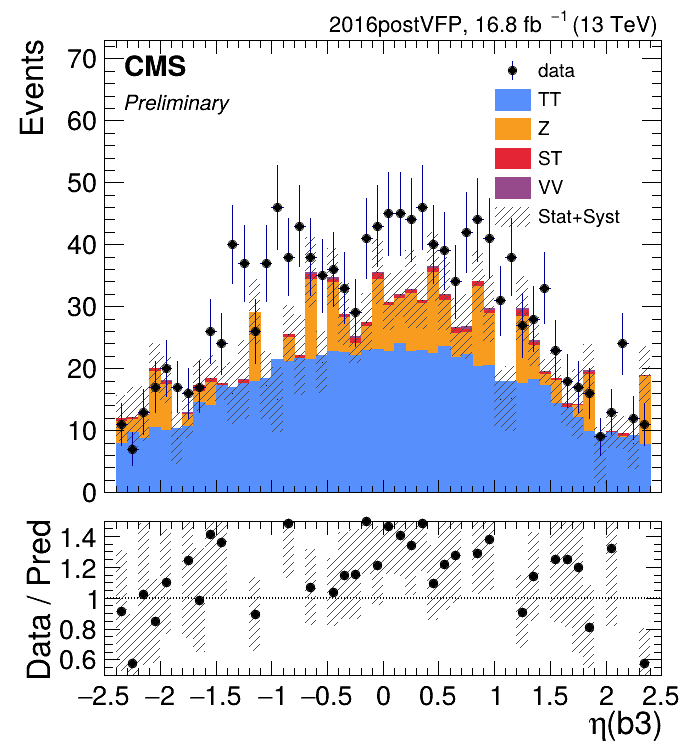 2016postVFP, 16.8 fb⁻¹ (13 TeV)
CMS
Preliminary
Events
70
60
50
40
30
20
10
0
data
TT
Z
ST
VV
Stat+Syst
Data / Pred
1.4
1.2
1
0.8
0.6
−2.5 −2 −1.5 −1 −0.5 0 0.5 1 1.5 2 2.5
η(b3)